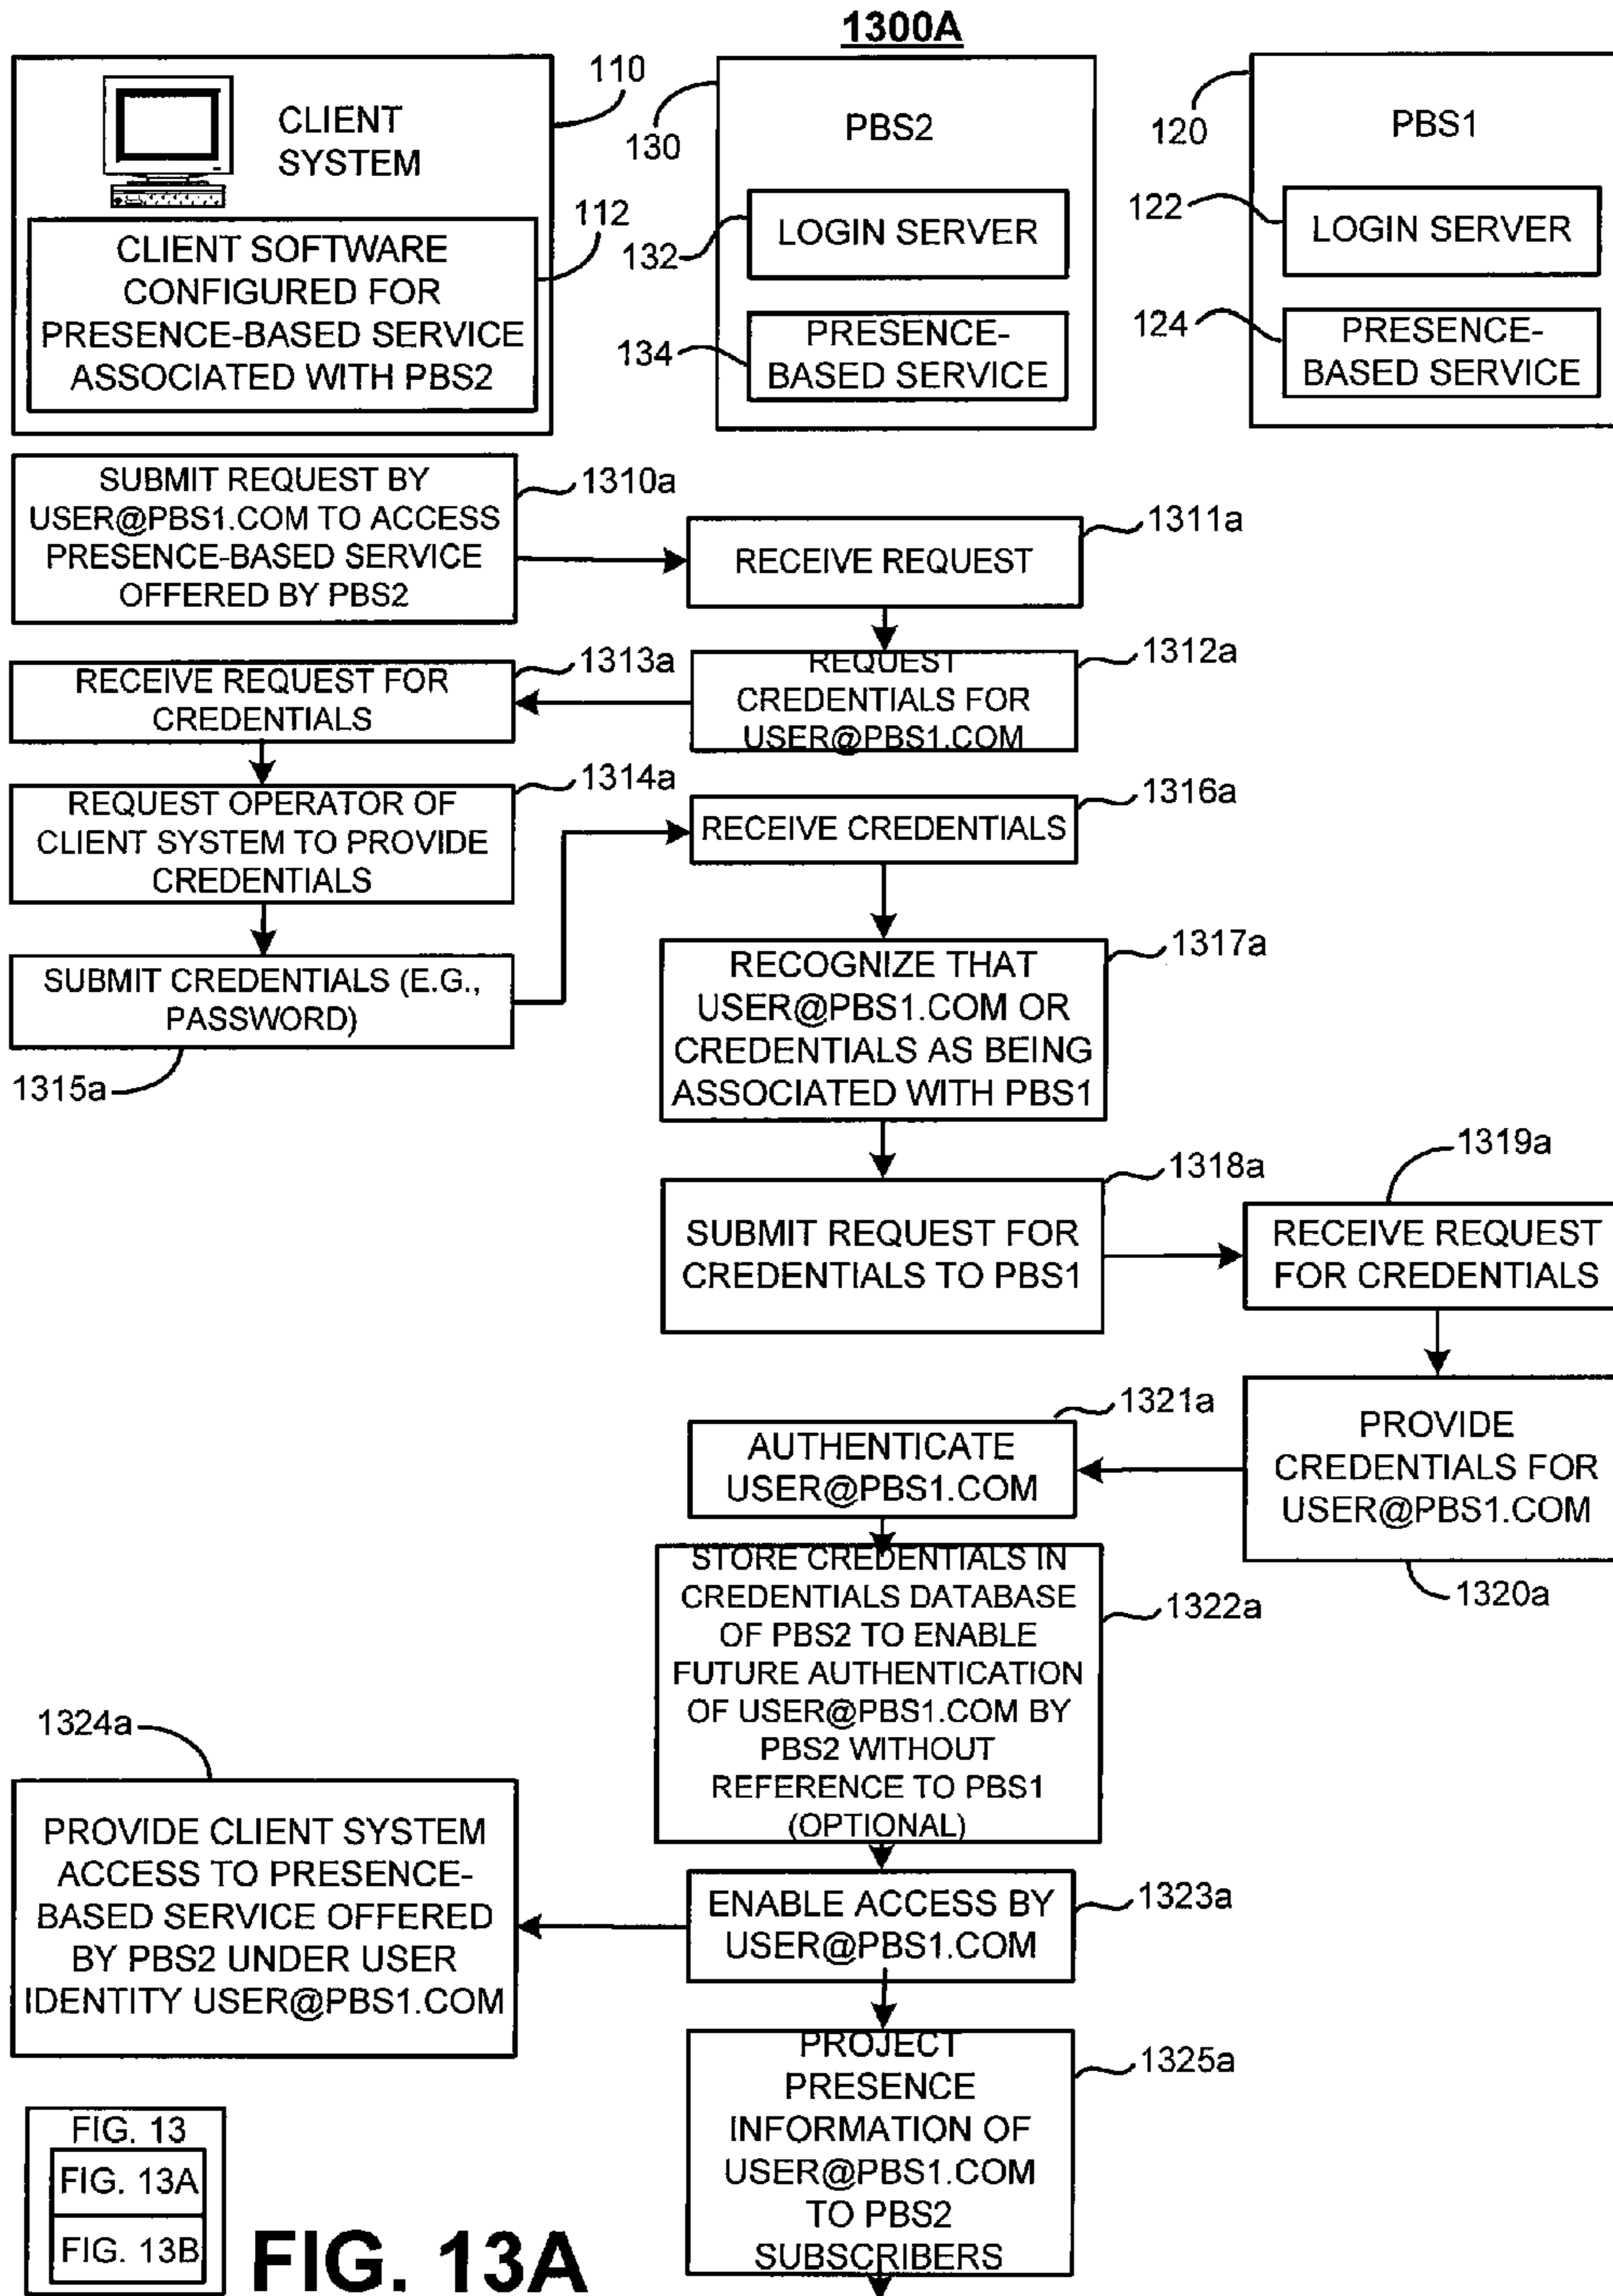 1300A
CLIENT
SYSTEM
110
CLIENT SOFTWARE
CONFIGURED FOR
PRESENCE-BASED SERVICE
ASSOCIATED WITH PBS2
112
130
PBS2
132
LOGIN SERVER
134
PRESENCE-
BASED SERVICE
120
PBS1
122
LOGIN SERVER
124
PRESENCE-
BASED SERVICE
SUBMIT REQUEST BY
USER@PBS1.COM TO ACCESS
PRESENCE-BASED SERVICE
OFFERED BY PBS2
1310a
RECEIVE REQUEST
1311a
REQUEST
CREDENTIALS FOR
USER@PBS1.COM
1312a
RECEIVE REQUEST FOR
CREDENTIALS
1313a
REQUEST OPERATOR OF
CLIENT SYSTEM TO PROVIDE
CREDENTIALS
1314a
SUBMIT CREDENTIALS (E.G.,
PASSWORD)
1315a
RECEIVE CREDENTIALS
1316a
RECOGNIZE THAT
USER@PBS1.COM OR
CREDENTIALS AS BEING
ASSOCIATED WITH PBS1
1317a
SUBMIT REQUEST FOR
CREDENTIALS TO PBS1
1318a
RECEIVE REQUEST
FOR CREDENTIALS
1319a
PROVIDE
CREDENTIALS FOR
USER@PBS1.COM
1320a
AUTHENTICATE
USER@PBS1.COM
1321a
STORE CREDENTIALS IN
CREDENTIALS DATABASE
OF PBS2 TO ENABLE
FUTURE AUTHENTICATION
OF USER@PBS1.COM BY
PBS2 WITHOUT
REFERENCE TO PBS1
(OPTIONAL)
1322a
ENABLE ACCESS BY
USER@PBS1.COM
1323a
1324a
PROVIDE CLIENT SYSTEM
ACCESS TO PRESENCE-
BASED SERVICE OFFERED
BY PBS2 UNDER USER
IDENTITY USER@PBS1.COM
PROJECT
PRESENCE
INFORMATION OF
USER@PBS1.COM
TO PBS2
SUBSCRIBERS
1325a
FIG. 13
FIG. 13A
FIG. 13B
FIG. 13A